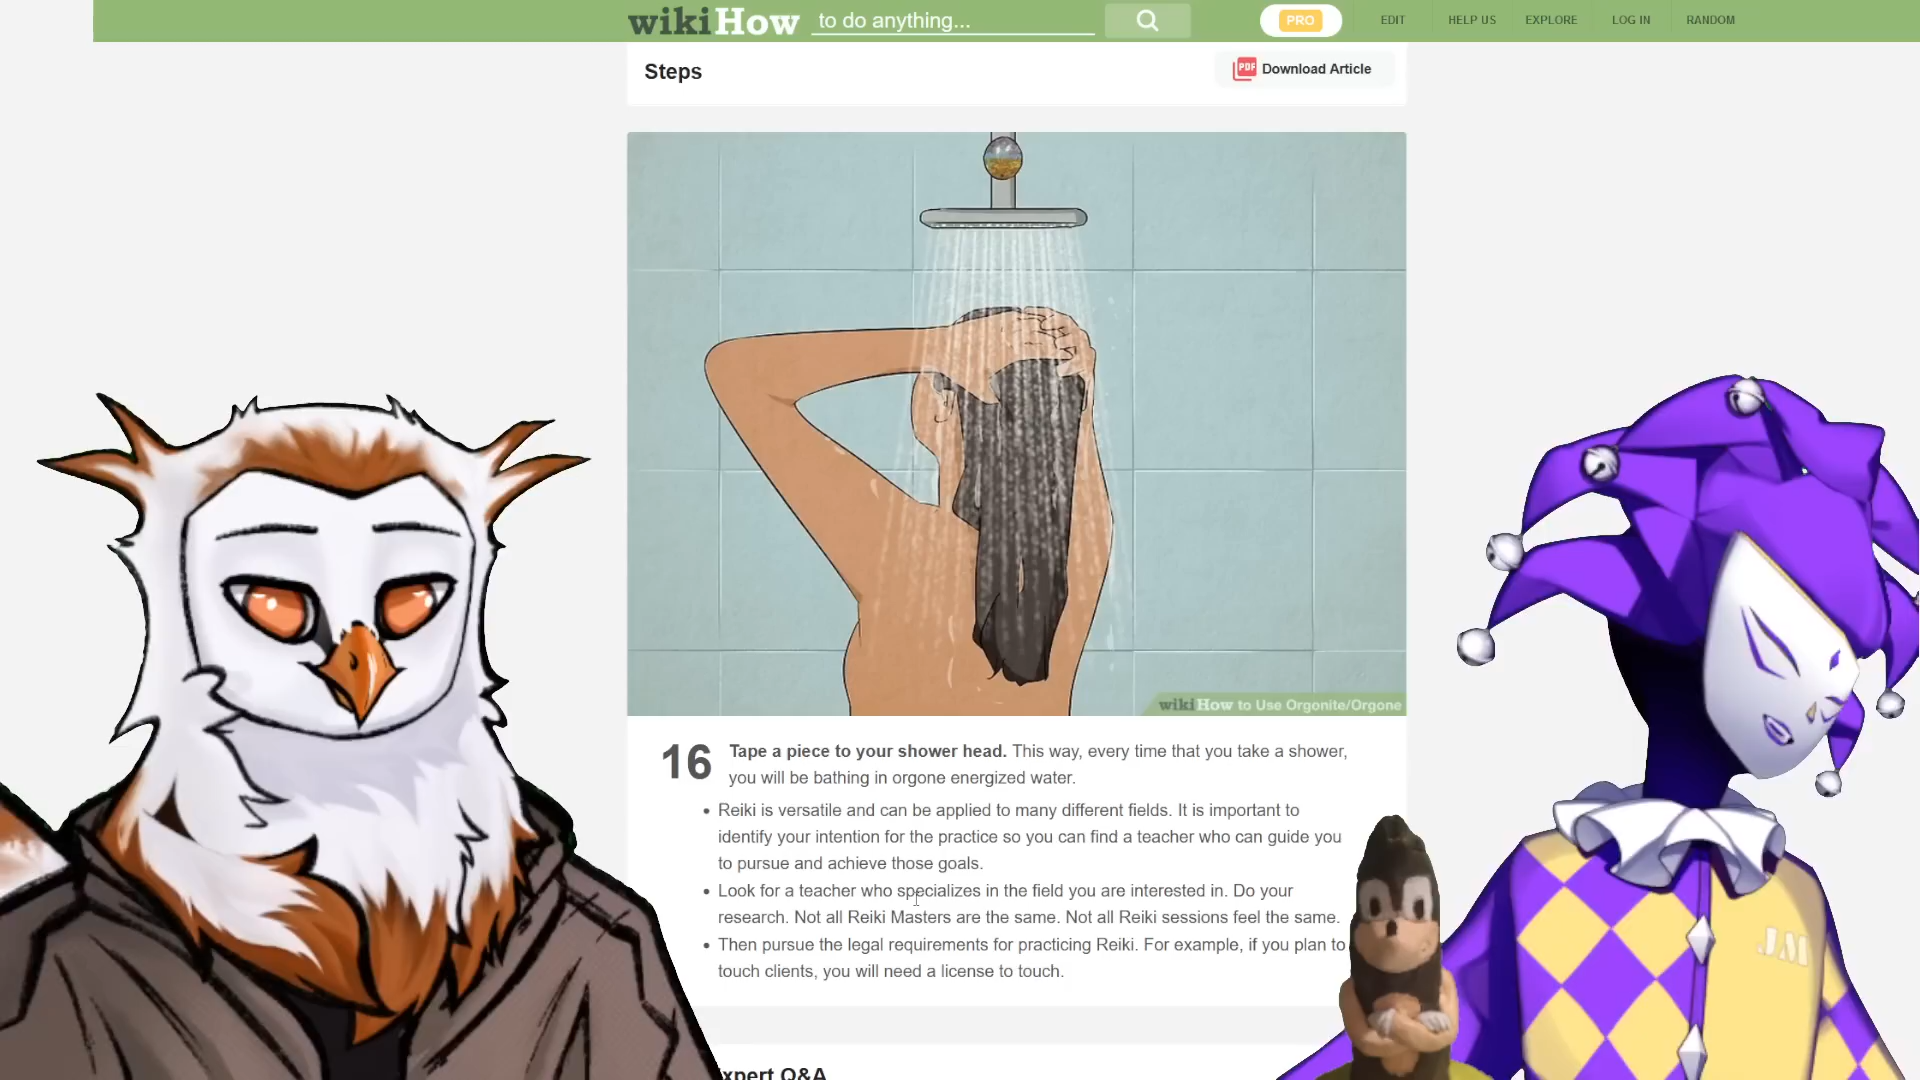 wikiHow to do anything...
PRO
EDIT
HELP US
EXPLORE
LOG IN
RANDOM
Steps
PDF Download Article
wikiHow to Use Orgonite/Orgone
16 Tape a piece to your shower head. This way, every time that you take a shower,
you will be bathing in orgone energized water.
• Reiki is versatile and can be applied to many different fields. It is important to
identify your intention for the practice so you can find a teacher who can guide you
to pursue and achieve those goals.
• Look for a teacher who specializes in the field you are interested in. Do your
research. Not all Reiki Masters are the same. Not all Reiki sessions feel the same.
• Then pursue the legal requirements for practicing Reiki. For example, if you plan to
touch clients, you will need a license to touch.
JM
xpert Q&A